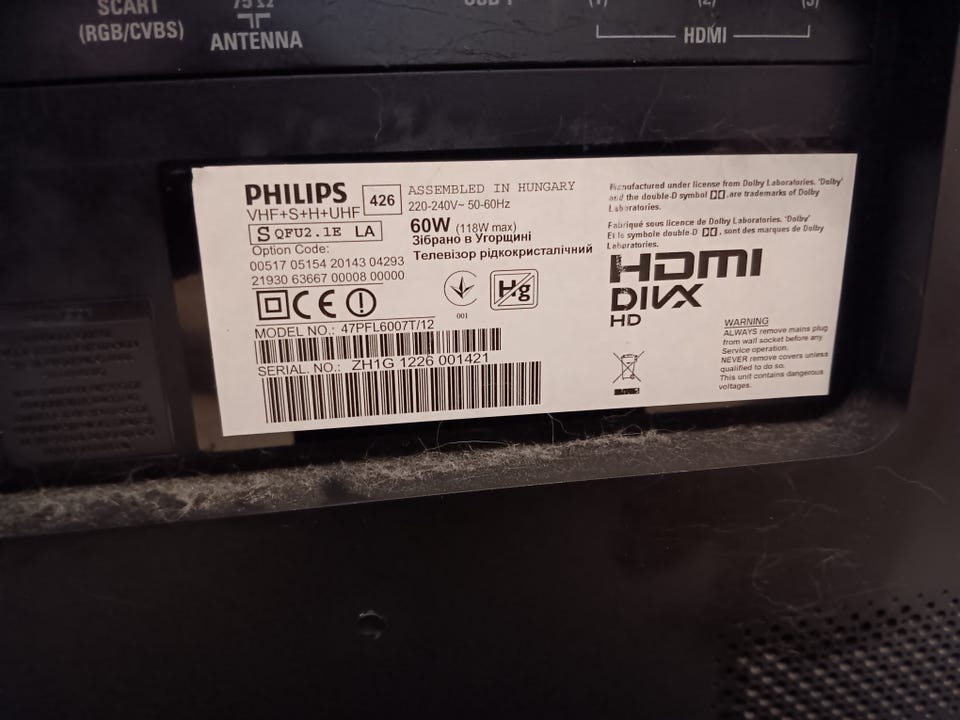 SCART
(RGB/CVBS)
75 Ω
ANTENNA
(2)
HDMI
PHILIPS
VHF+S+H+UHF
426
S QFU2.1E LA
Option Code:
00517 05154 20143 04293
21930 63667 00008 00000
MODEL NO.: 47PFL6007T/12
SERIAL NO.: ZH1G 1226 001421
ASSEMBLED IN HUNGARY
220-240V~ 50-60Hz
60W (118W max)
Зібрано в Угорщині
Телевізор рідкокристалічний
001
Hg
Manufactured under license from Dolby Laboratories. 'Dolby'
and the double-D symbol are trademarks of Dolby
Laboratories.
Fabriqué sous licence de Dolby Laboratories. 'Dolby'
Et le symbole double-D , sont des marques de Dolby
Laboratories.
HDMI
DIVX
HD
WARNING
ALWAYS remove mains plug
from wall socket before any
Service operation.
NEVER remove covers unless
qualified to do so.
This unit contains dangerous
voltages.